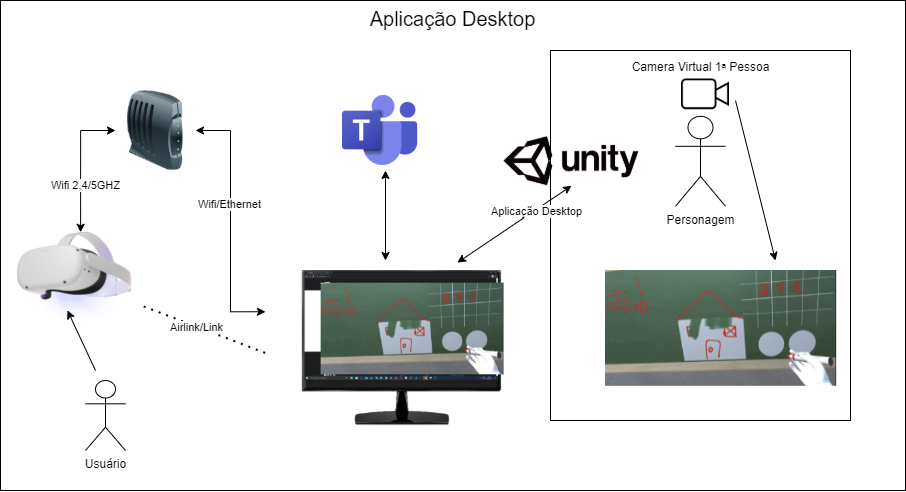 Aplicação Desktop
Camera Virtual 1ª Pessoa
T
unity
Wifi 2,4/5GHZ
Wifi/Ethernet
Aplicação Desktop
Personagem
Airlink/Link
Usuário